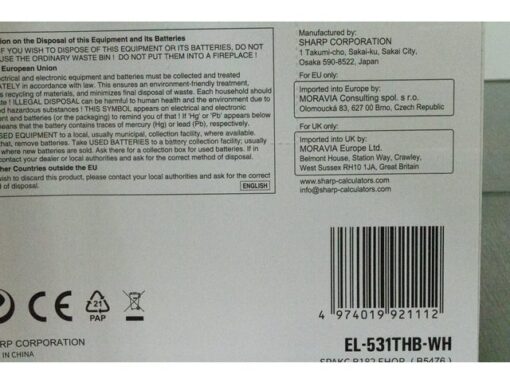 ion on the Disposal of this Equipment and its Batteries
IF YOU WISH TO DISPOSE OF THIS EQUIPMENT OR ITS BATTERIES, DO NOT
USE THE ORDINARY WASTE BIN ! DO NOT PUT THEM INTO A FIREPLACE !
European Union
ectrical and electronic equipment and batteries must be collected and treated
ATELY in accordance with law. This ensures an environment-friendly treatment,
s recycling of materials, and minimizes final disposal of waste. Each household should
te ! ILLEGAL DISPOSAL can be harmful to human health and the environment due to
d hazardous substances ! THIS SYMBOL appears on electrical and electronic
ent and batteries (or the packaging) to remind you of that ! If 'Hg' or 'Pb' appears below
eans that the battery contains traces of mercury (Hg) or lead (Pb), respectively.
SED EQUIPMENT to a local, usually municipal, collection facility, where available.
that, remove batteries. Take USED BATTERIES to a battery collection facility; usually
where new batteries are sold. Ask there for a collection box for used batteries. If in
contact your dealer or local authorities and ask for the correct method of disposal.
her Countries outside the EU
wish to discard this product, please contact your local authorities and ask for the correct
d of disposal.
ENGLISH
Manufactured by:
SHARP CORPORATION
1 Takumi-cho, Sakai-ku, Sakai City,
Osaka 590-8522, Japan
For EU only:
Imported into Europe by:
MORAVIA Consulting spol. s r.o.
Olomoucká 83, 627 00 Brno, Czech Republic
For UK only:
Imported into UK by:
MORAVIA Europe Ltd.
Belmont House, Station Way, Crawley,
West Sussex RH10 1JA, Great Britain
www.sharp-calculators.com
info@sharp-calculators.com
CE
21
PAP
4 974019 921112
EL-531THB-WH
ARP CORPORATION
IN CHINA